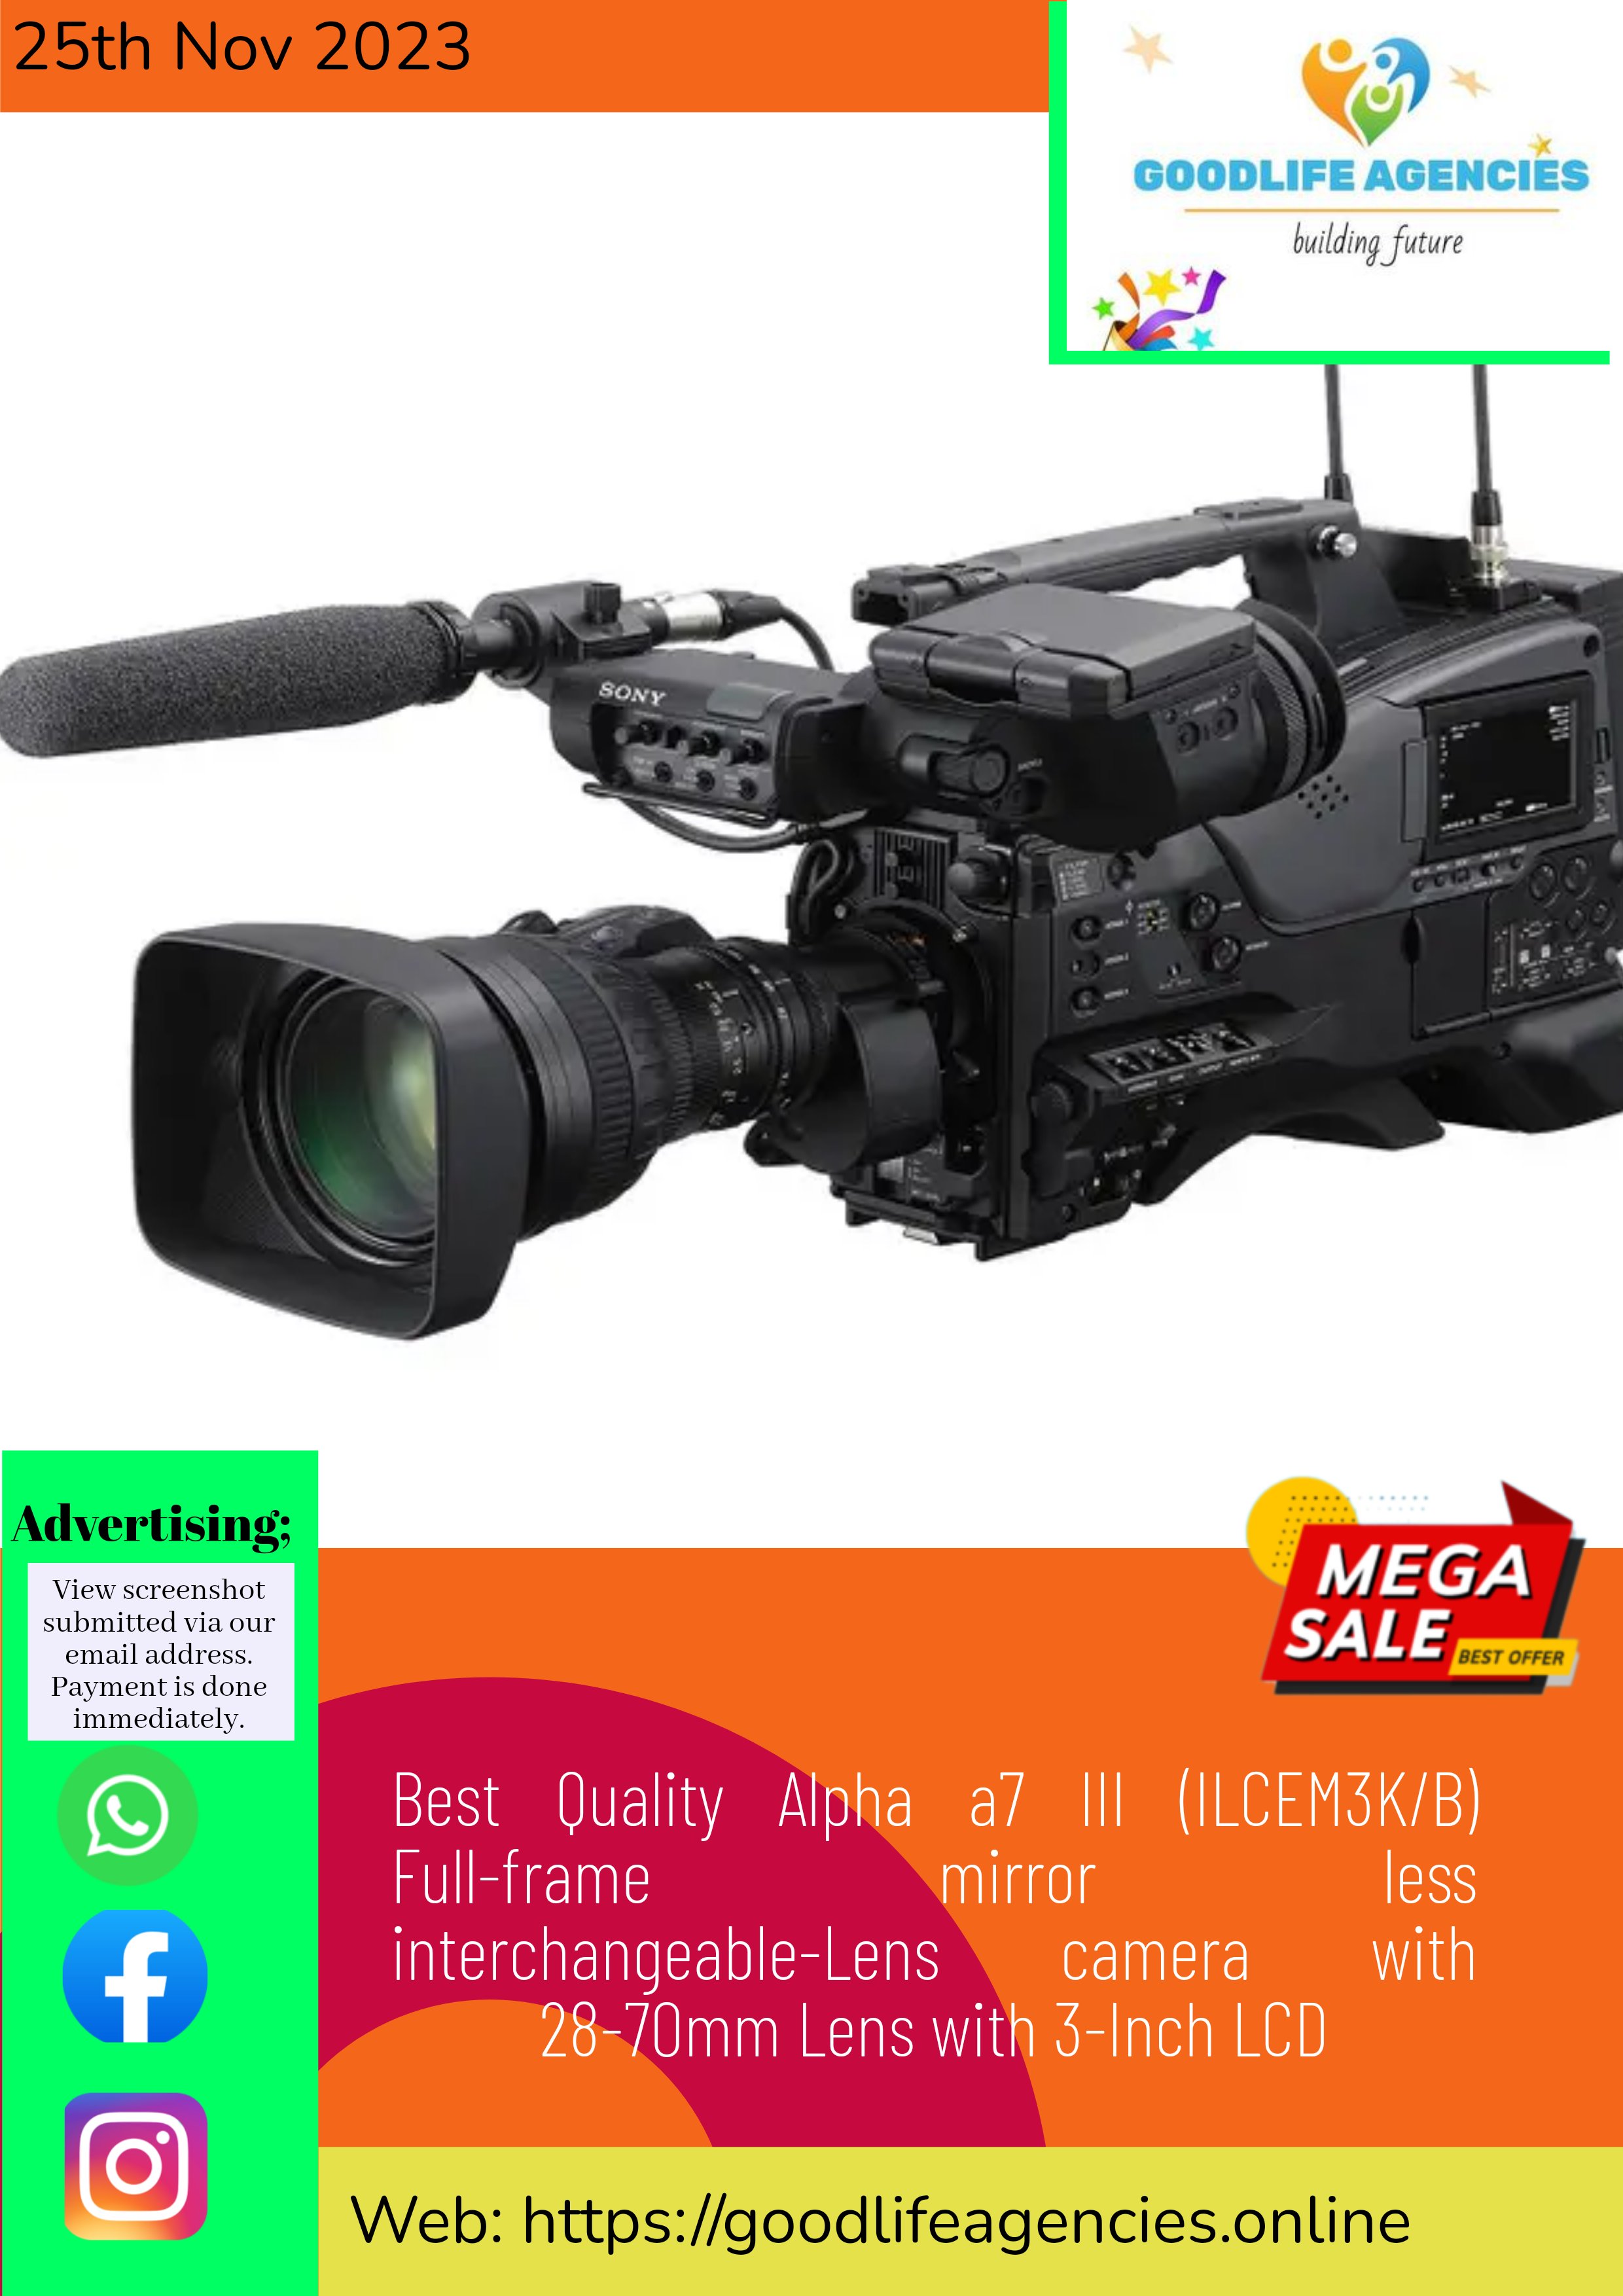 25th Nov 2023
GOODLIFE AGENCIES
building future
SONY
Advertising;
View screenshot
submitted via our
email address.
Payment is done
immediately.
MEGA
SALE
BEST OFFER
Best Quality Alpha a7 III (ILCEM3K/B)
Full-frame mirror less
interchangeable-Lens camera with
28-70mm Lens with 3-Inch LCD
Web: https://goodlifeagencies.online